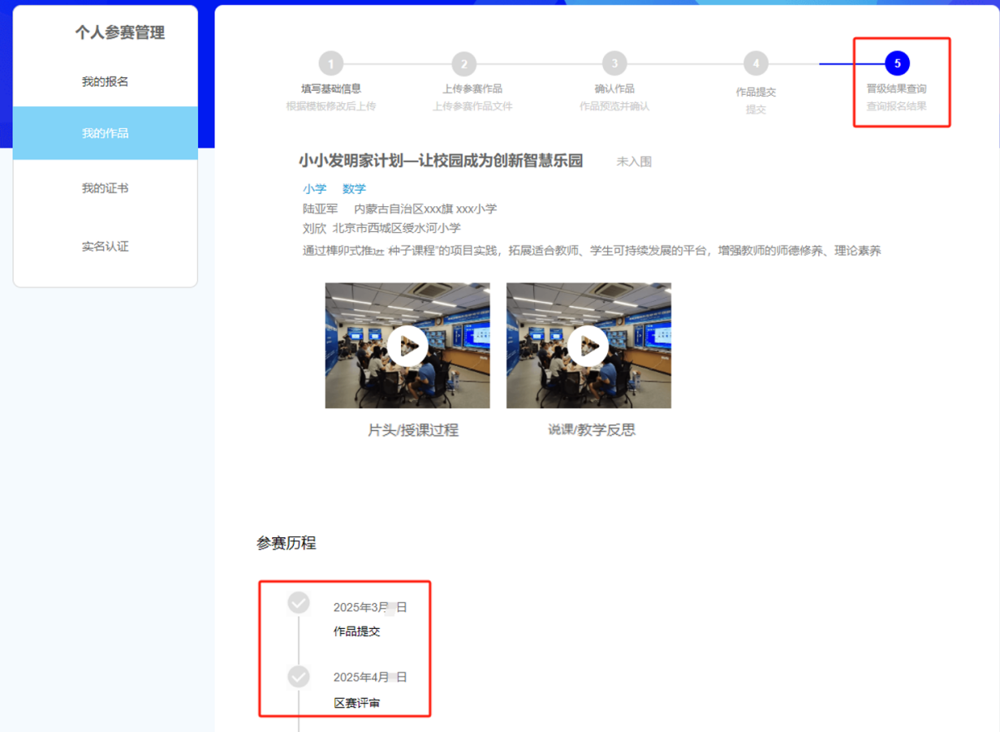 个人参赛管理
我的报名
我的作品
我的证书
实名认证
1 2 3 4 5
填写基础信息 上传参赛作品 确认作品 作品提交 晋级结果查询
根据模板修改后上传 上传参赛作品文件 作品预览并确认 提交 查询报名结果
小小发明家计划—让校园成为创新智慧乐园 未入围
小学 数学
陆亚军 内蒙古自治区xxx旗 xxx小学
刘欣 北京市西城区绶水河小学
通过榫卯式推进 种子课程”的项目实践，拓展适合教师、学生可持续发展的平台，增强教师的师德修养、理论素养
片头/授课过程 说课/教学反思
参赛历程
2025年3月 日
作品提交
2025年4月 日
区赛评审